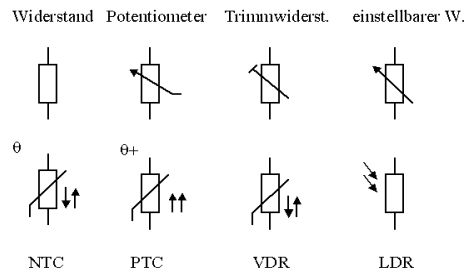 Widerstand Potentiometer Trimmwiderst. einstellbarer W.
θ θ+
NTC PTC VDR LDR